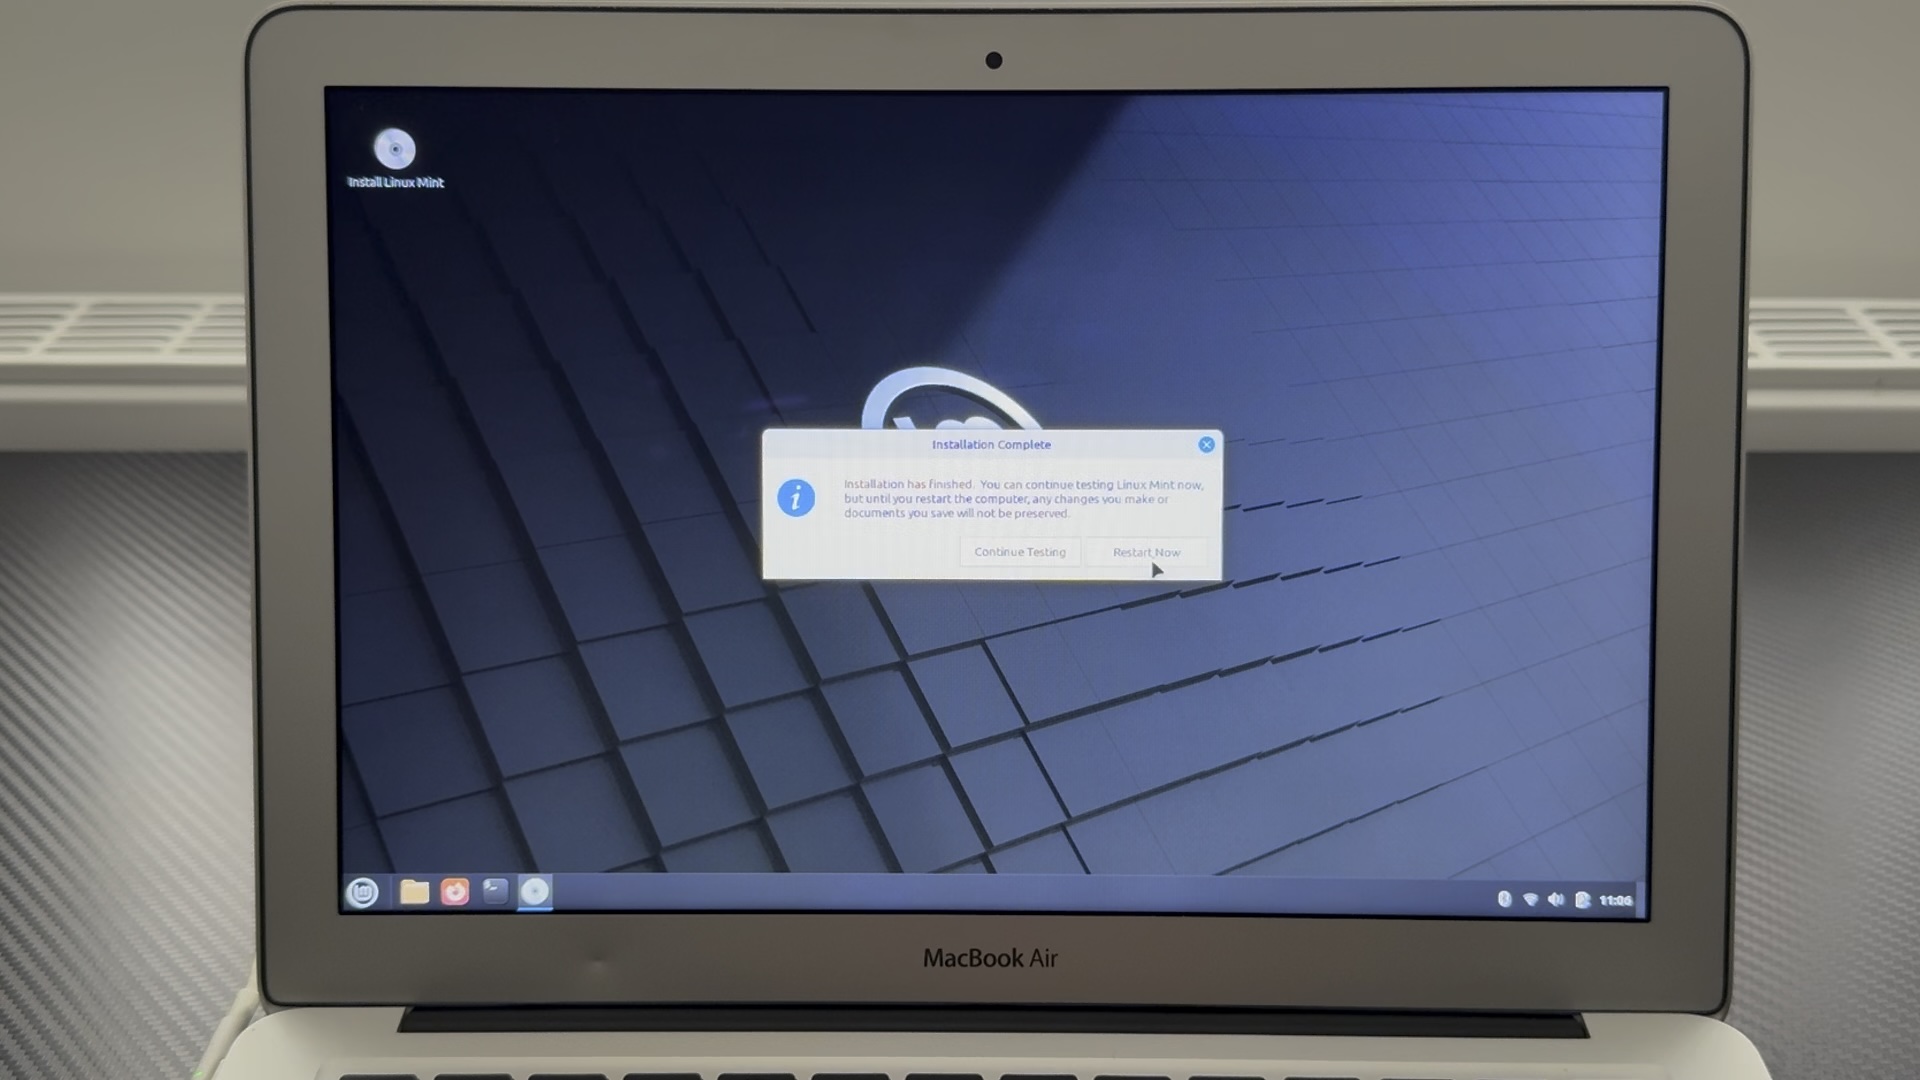 Install Linux Mint
Installation Complete
Installation has finished. You can continue testing Linux Mint now,
but until you restart the computer, any changes you make or
documents you save will not be preserved.
Continue Testing
Restart Now
11:06
MacBook Air